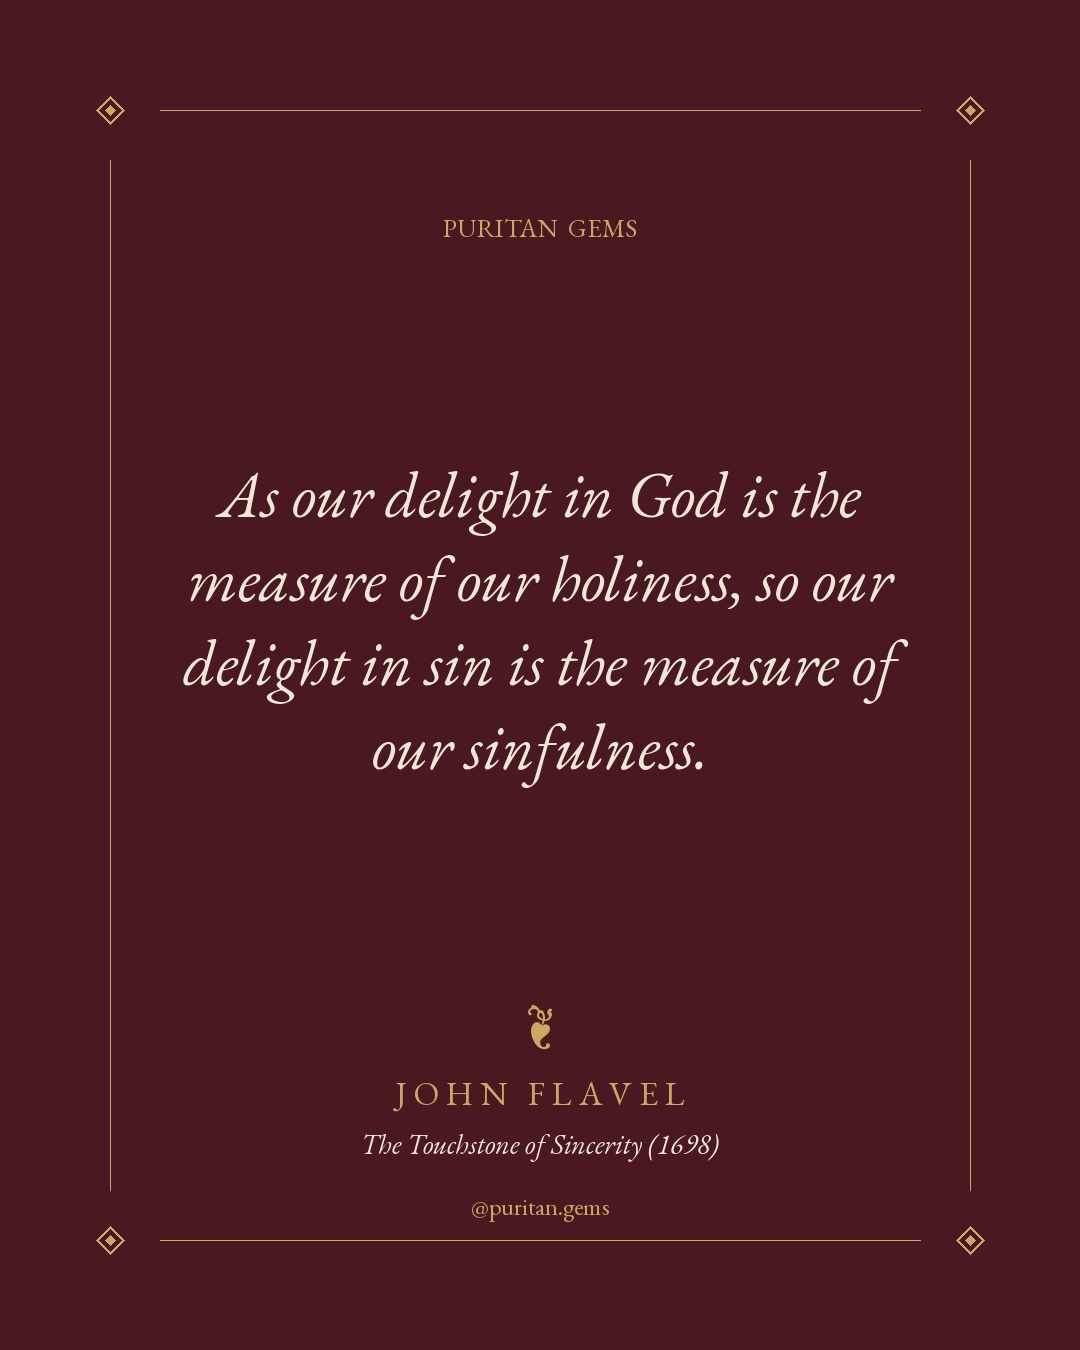 PURITAN GEMS
As our delight in God is the
measure of our holiness, so our
delight in sin is the measure of
our sinfulness.
JOHN FLAVEL
The Touchstone of Sincerity (1698)
@puritan.gems